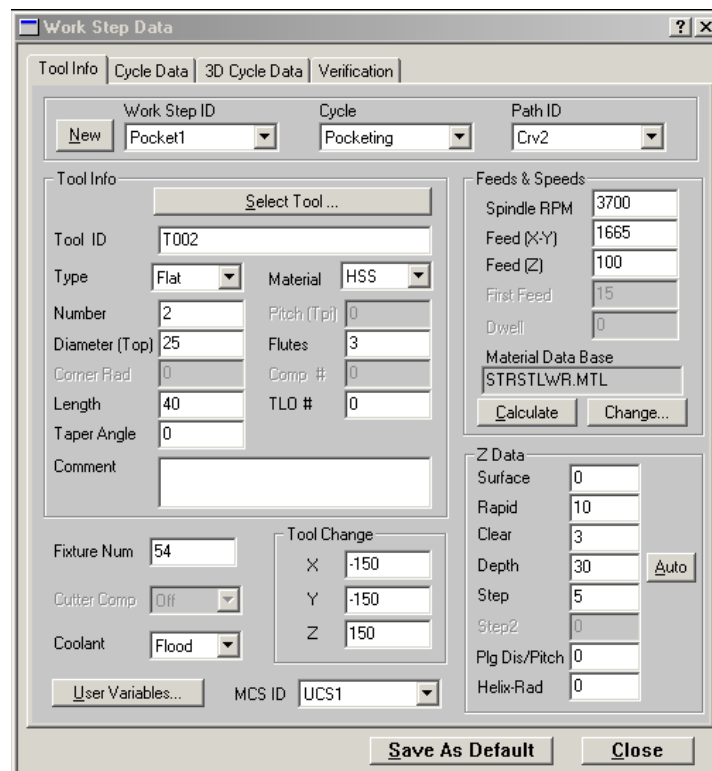 Work Step Data
Tool Info Cycle Data 3D Cycle Data Verification
Work Step ID Cycle Path ID
New Pocket1 Pocketing Crv2
Tool Info
Select Tool ...
Tool ID T002
Type Flat Material HSS
Number 2 Pitch (Tpi) 0
Diameter (Top) 25 Flutes 3
Corner Rad 0 Comp # 0
Length 40 TLO # 0
Taper Angle 0
Comment
Feeds & Speeds
Spindle RPM 3700
Feed (X-Y) 1665
Feed (Z) 100
First Feed 15
Dwell 0
Material Data Base
STRSTLWR.MTL
Calculate Change...
Z Data
Surface 0
Rapid 10
Clear 3
Depth 30 Auto
Step 5
Step2 0
Plg Dis/Pitch 0
Helix-Rad 0
Fixture Num 54
Cutter Comp Off
Coolant Flood
Tool Change
X -150
Y -150
Z 150
User Variables... MCS ID UCS1
Save As Default Close